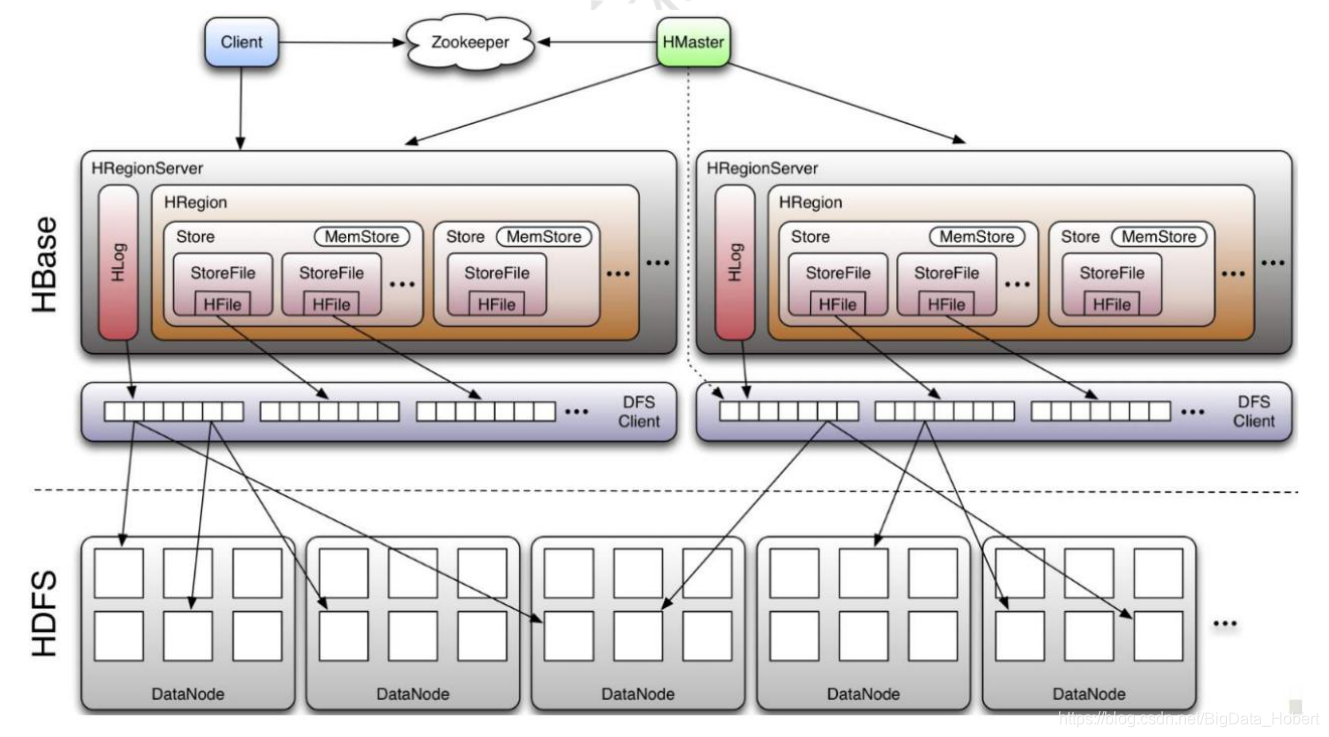 Client
Zookeeper
HMaster
HBase
HRegionServer
HLog
HRegion
Store
MemStore
StoreFile
HFile
StoreFile
HFile
...
Store
MemStore
StoreFile
HFile
...
...
HRegionServer
HLog
HRegion
Store
MemStore
StoreFile
HFile
StoreFile
HFile
...
Store
MemStore
StoreFile
HFile
...
...
...
DFS
Client
...
DFS
Client
HDFS
DataNode
DataNode
DataNode
DataNode
DataNode
...
https://blog.csdn.net/BigData_Hobert